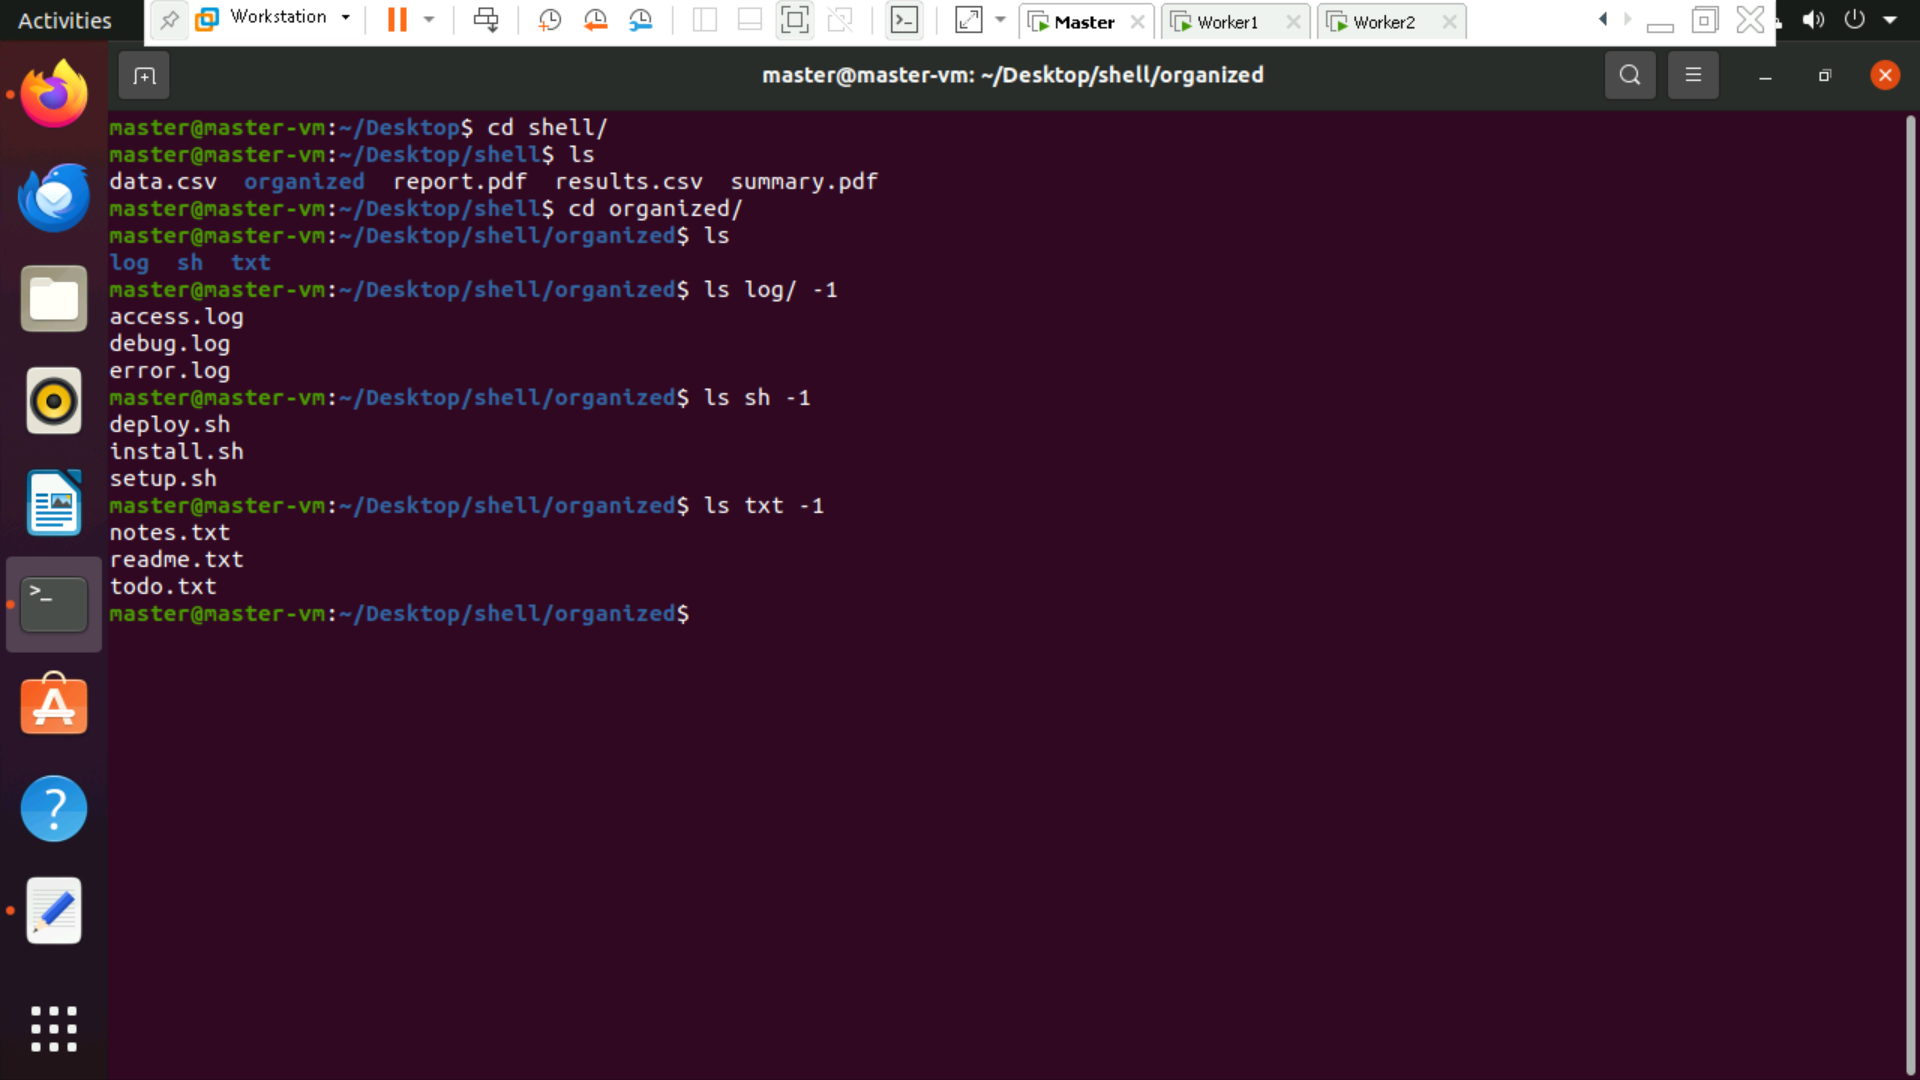 Activities
Workstation
Master
Worker1
Worker2
master@master-vm: ~/Desktop/shell/organized
master@master-vm:~/Desktop$ cd shell/
master@master-vm:~/Desktop/shell$ ls
data.csv  organized  report.pdf  results.csv  summary.pdf
master@master-vm:~/Desktop/shell$ cd organized/
master@master-vm:~/Desktop/shell/organized$ ls
log  sh  txt
master@master-vm:~/Desktop/shell/organized$ ls log/ -1
access.log
debug.log
error.log
master@master-vm:~/Desktop/shell/organized$ ls sh -1
deploy.sh
install.sh
setup.sh
master@master-vm:~/Desktop/shell/organized$ ls txt -1
notes.txt
readme.txt
todo.txt
master@master-vm:~/Desktop/shell/organized$